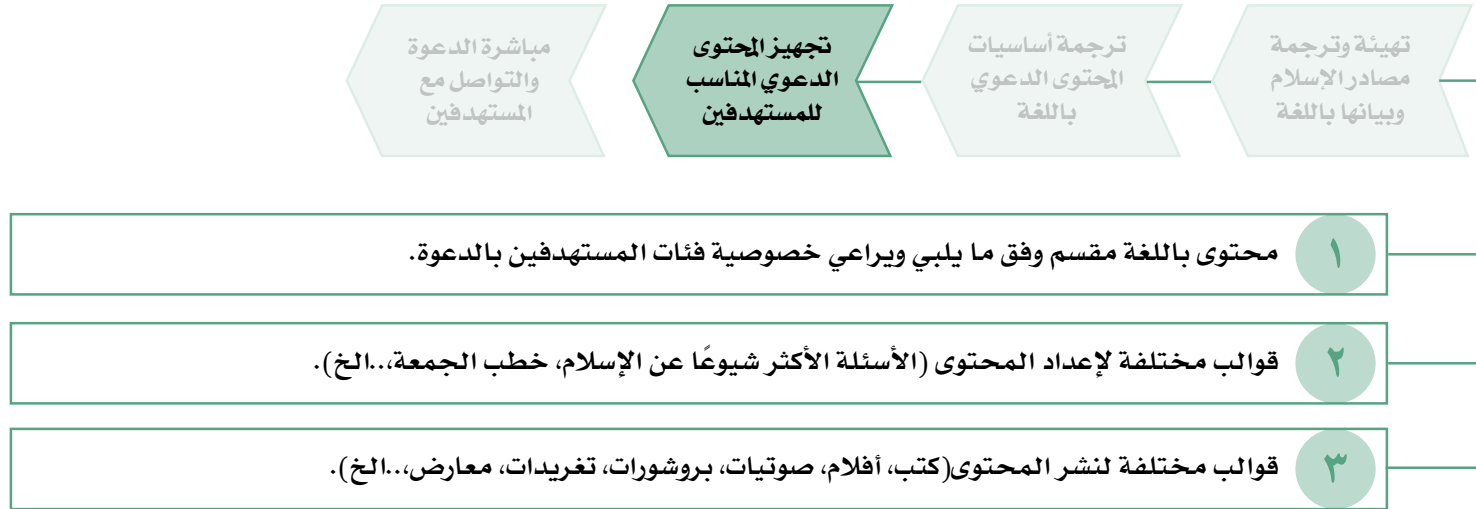 تهيئة وترجمة
مصادر الإسلام
وبيانها باللغة
ترجمة أساسيات
المحتوى الدعوي
باللغة
تجهيز المحتوى
الدعوي المناسب
للمستهدفين
مباشرة الدعوة
والتواصل مع
المستهدفين
١ محتوى باللغة مقسم وفق ما يلبي ويراعي خصوصية فئات المستهدفين بالدعوة.
٢ قوالب مختلفة لإعداد المحتوى (الأسئلة الأكثر شيوعًا عن الإسلام، خطب الجمعة،..الخ).
٣ قوالب مختلفة لنشر المحتوى(كتب، أفلام، صوتيات، بروشورات، تغريدات، معارض،..الخ).